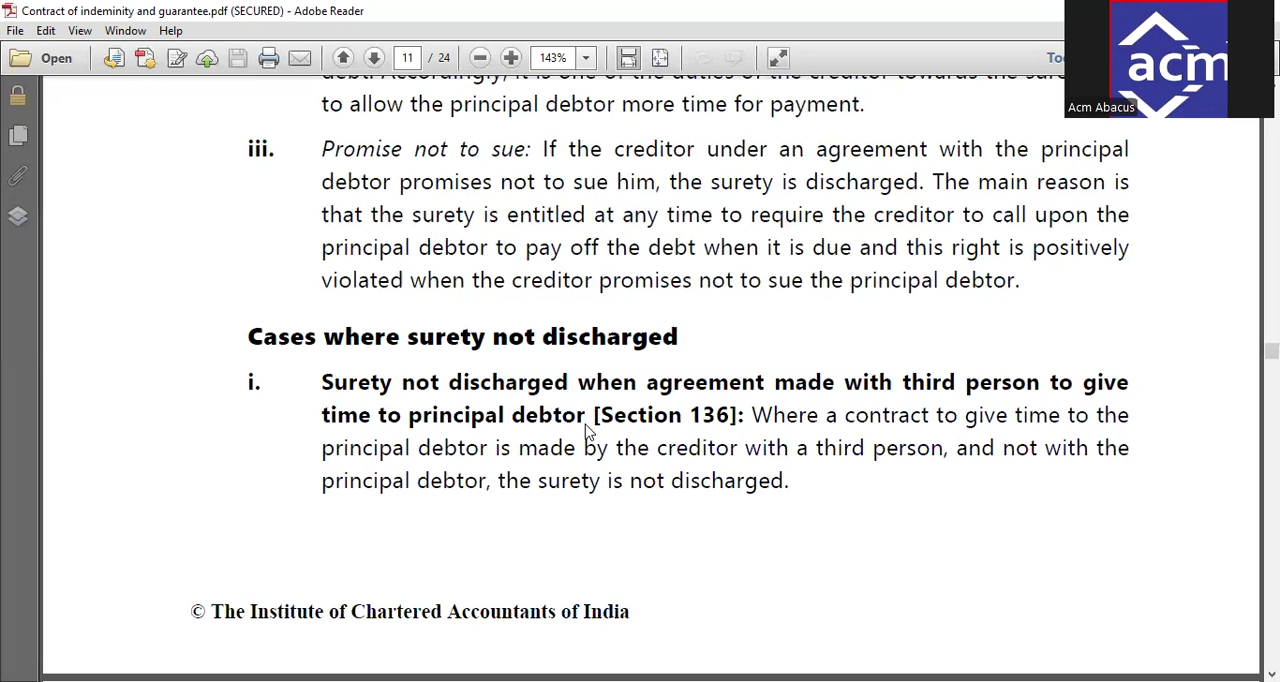 Contract of indeminity and guarantee.pdf (SECURED) - Adobe Reader
File Edit View Window Help
Open 11 / 24 143%
acm
Acm Abacus
to allow the principal debtor more time for payment.
iii. Promise not to sue: If the creditor under an agreement with the principal
debtor promises not to sue him, the surety is discharged. The main reason is
that the surety is entitled at any time to require the creditor to call upon the
principal debtor to pay off the debt when it is due and this right is positively
violated when the creditor promises not to sue the principal debtor.
Cases where surety not discharged
i. Surety not discharged when agreement made with third person to give
time to principal debtor [Section 136]: Where a contract to give time to the
principal debtor is made by the creditor with a third person, and not with the
principal debtor, the surety is not discharged.
© The Institute of Chartered Accountants of India